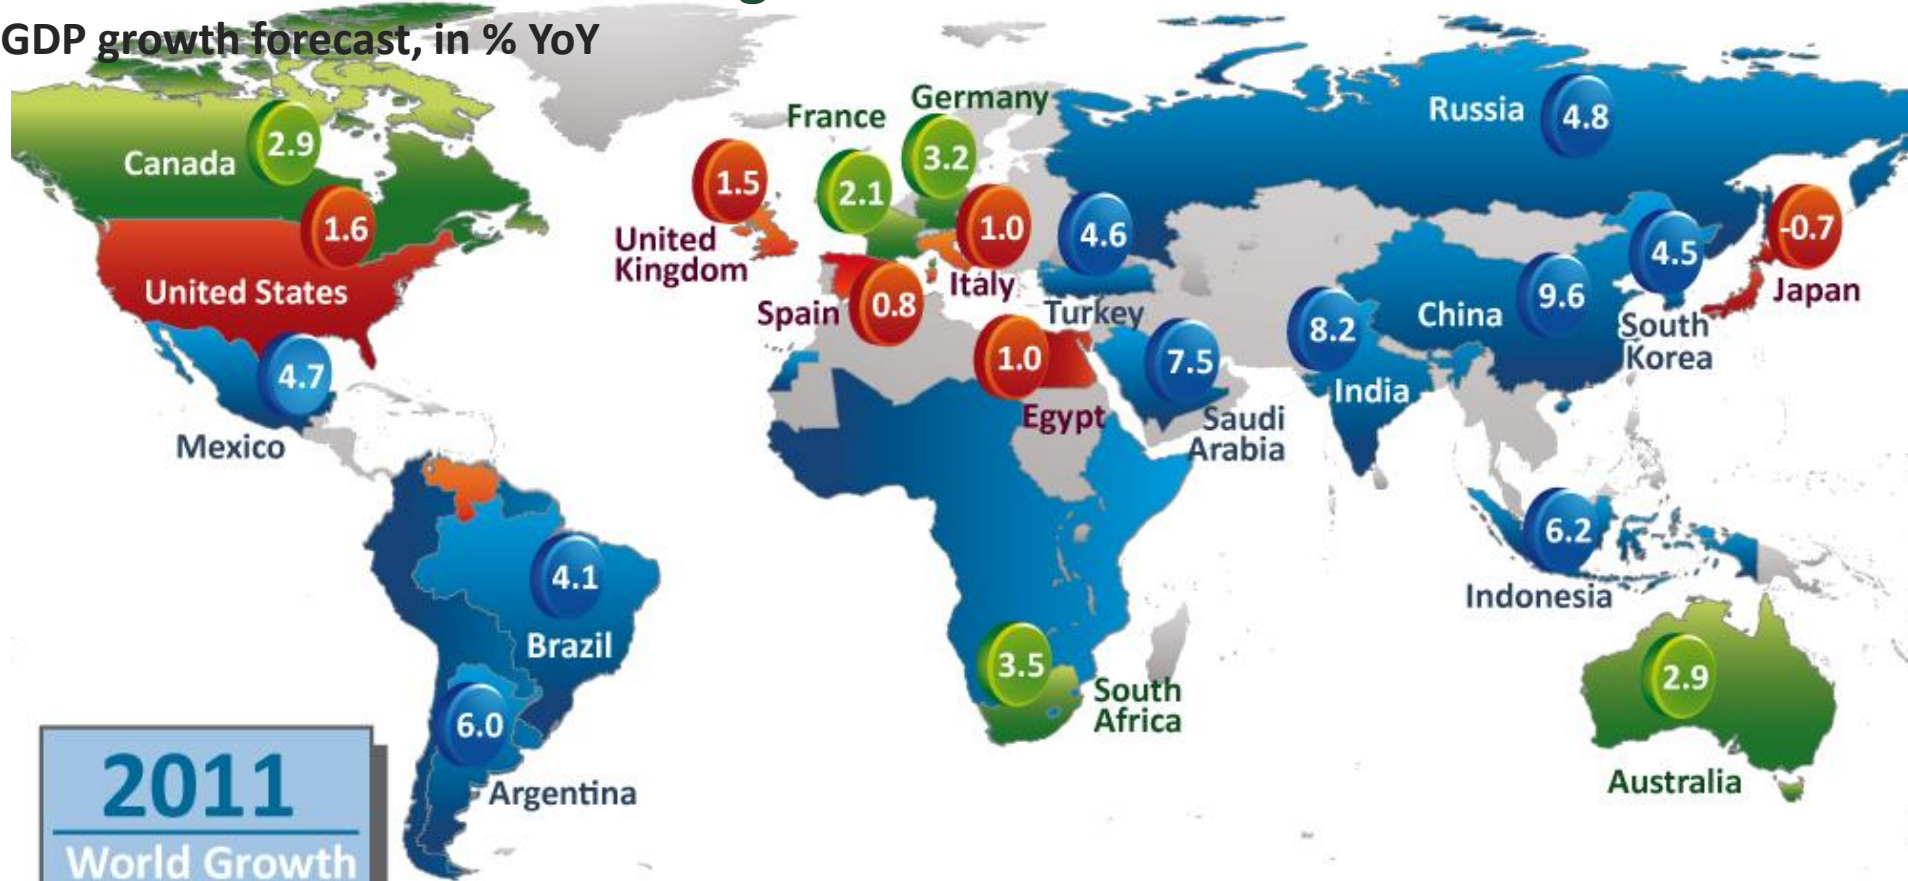 GDP growth forecast, in % YoY
Canada
2.9
1.6
United States
4.7
Mexico
France
Germany
2.1
3.2
1.5
United
Kingdom
1.0
Italy
Spain
0.8
4.6
Turkey
1.0
Egypt
7.5
Saudi
Arabia
Russia
4.8
8.2
India
China
9.6
4.5
South
Korea
-0.7
Japan
6.2
Indonesia
4.1
Brazil
6.0
Argentina
3.5
South
Africa
2.9
Australia
2011
World Growth